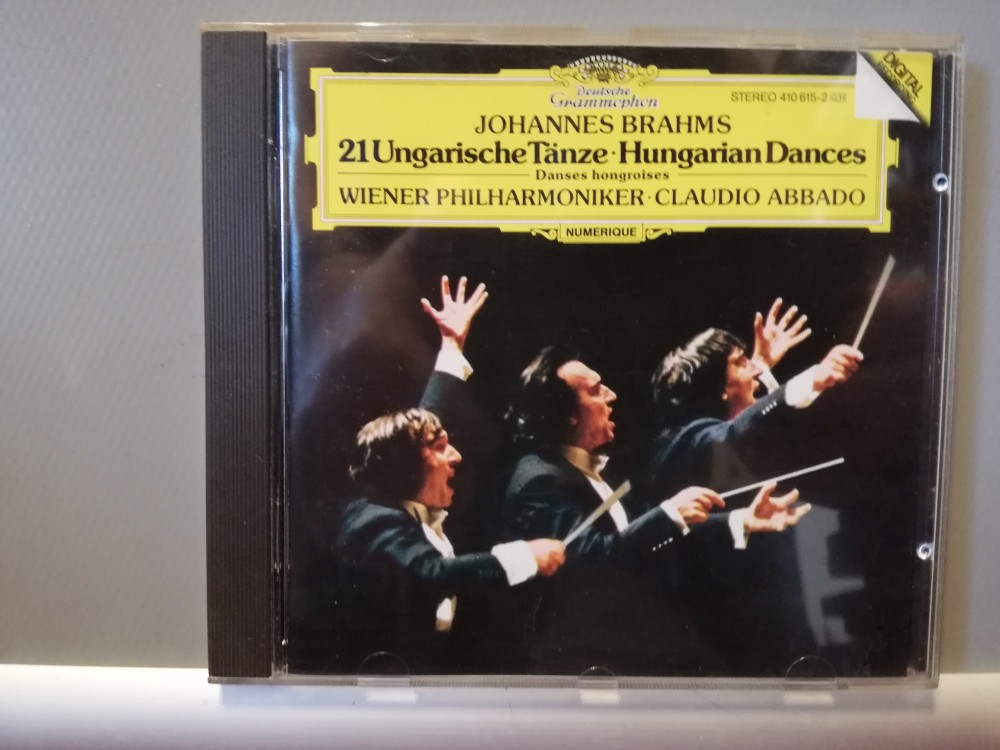 Deutsche
Grammophon
STEREO 410 615-2
DIGITAL
RECORDING
JOHANNES BRAHMS
21 Ungarische Tänze · Hungarian Dances
Danses hongroises
WIENER PHILHARMONIKER · CLAUDIO ABBADO
NUMERIQUE